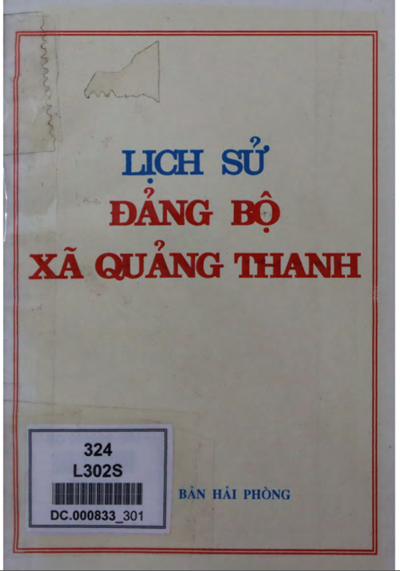 LỊCH SỬ
ĐẢNG BỘ
XÃ QUẢNG THANH
324
L302S
BẢN HẢI PHÒNG
DC.000833_301